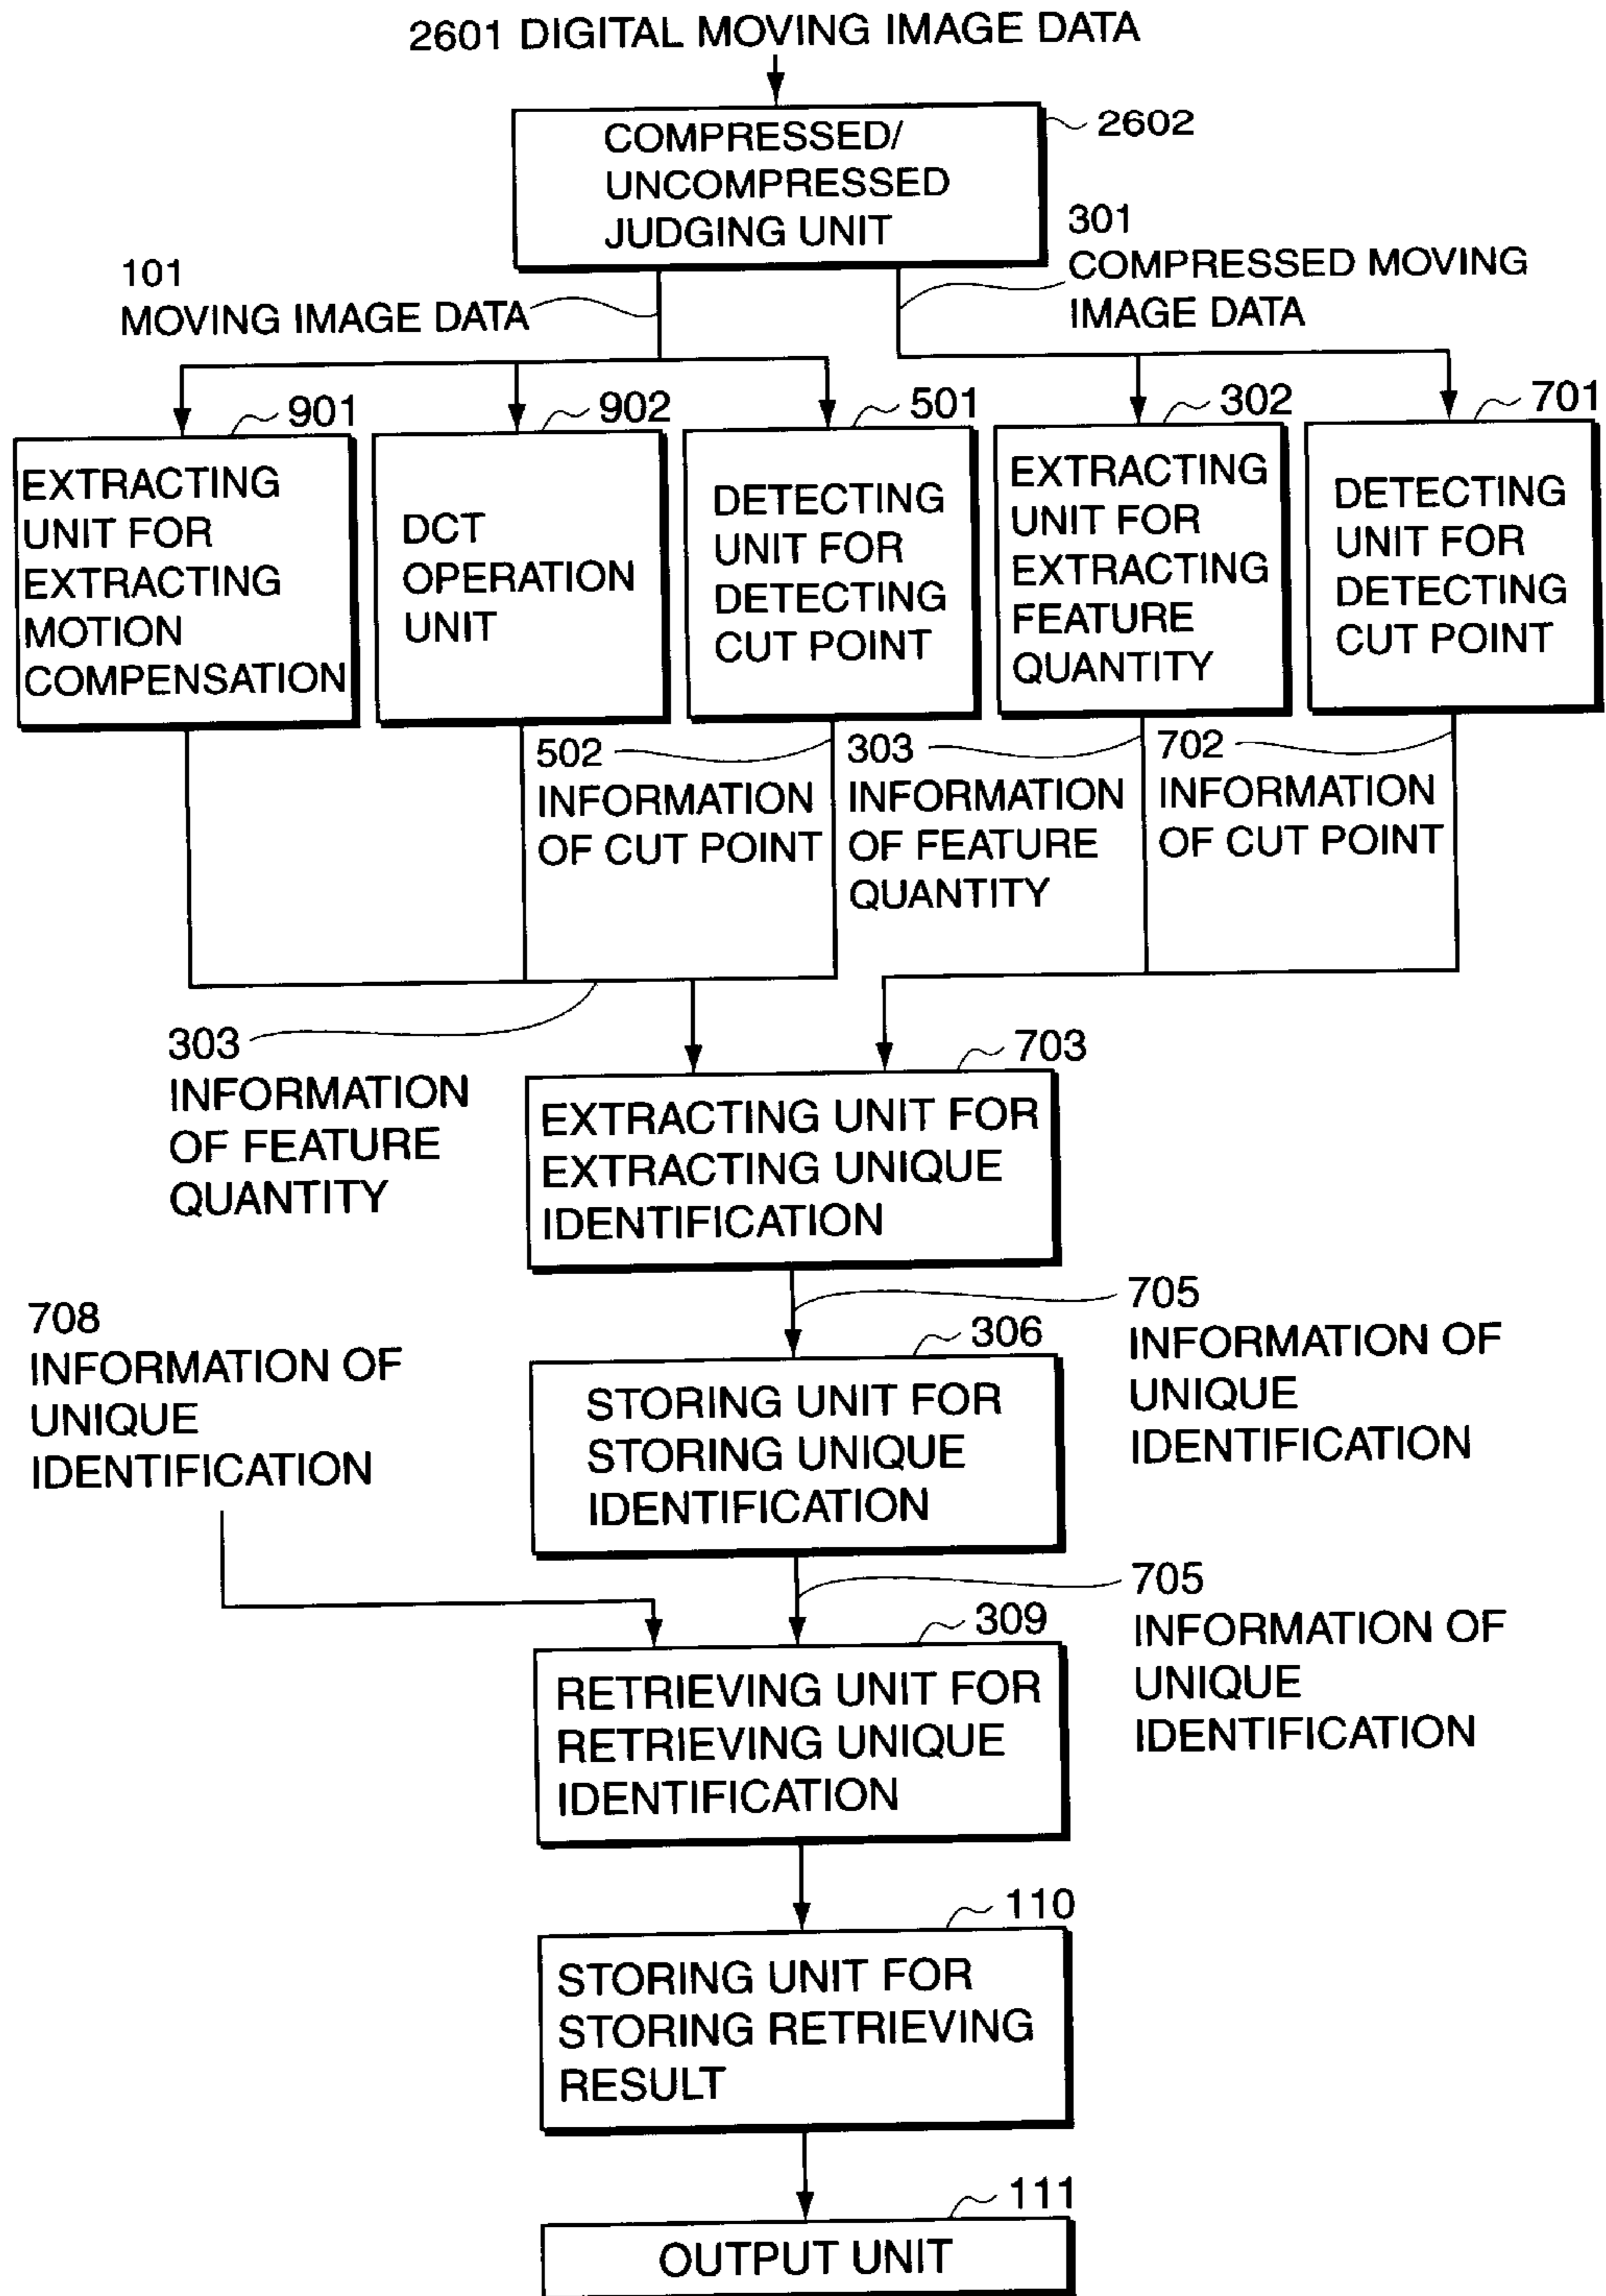 2601 DIGITAL MOVING IMAGE DATA
COMPRESSED/
UNCOMPRESSED
JUDGING UNIT
2602
101
MOVING IMAGE DATA
301
COMPRESSED MOVING
IMAGE DATA
901
EXTRACTING
UNIT FOR
EXTRACTING
MOTION
COMPENSATION
902
DCT
OPERATION
UNIT
501
DETECTING
UNIT FOR
DETECTING
CUT POINT
302
EXTRACTING
UNIT FOR
EXTRACTING
FEATURE
QUANTITY
701
DETECTING
UNIT FOR
DETECTING
CUT POINT
502
INFORMATION
OF CUT POINT
303
INFORMATION
OF FEATURE
QUANTITY
702
INFORMATION
OF CUT POINT
303
INFORMATION
OF FEATURE
QUANTITY
703
EXTRACTING UNIT FOR
EXTRACTING UNIQUE
IDENTIFICATION
705
INFORMATION OF
UNIQUE
IDENTIFICATION
708
INFORMATION OF
UNIQUE
IDENTIFICATION
306
STORING UNIT FOR
STORING UNIQUE
IDENTIFICATION
705
INFORMATION OF
UNIQUE
IDENTIFICATION
309
RETRIEVING UNIT FOR
RETRIEVING UNIQUE
IDENTIFICATION
110
STORING UNIT FOR
STORING RETRIEVING
RESULT
111
OUTPUT UNIT